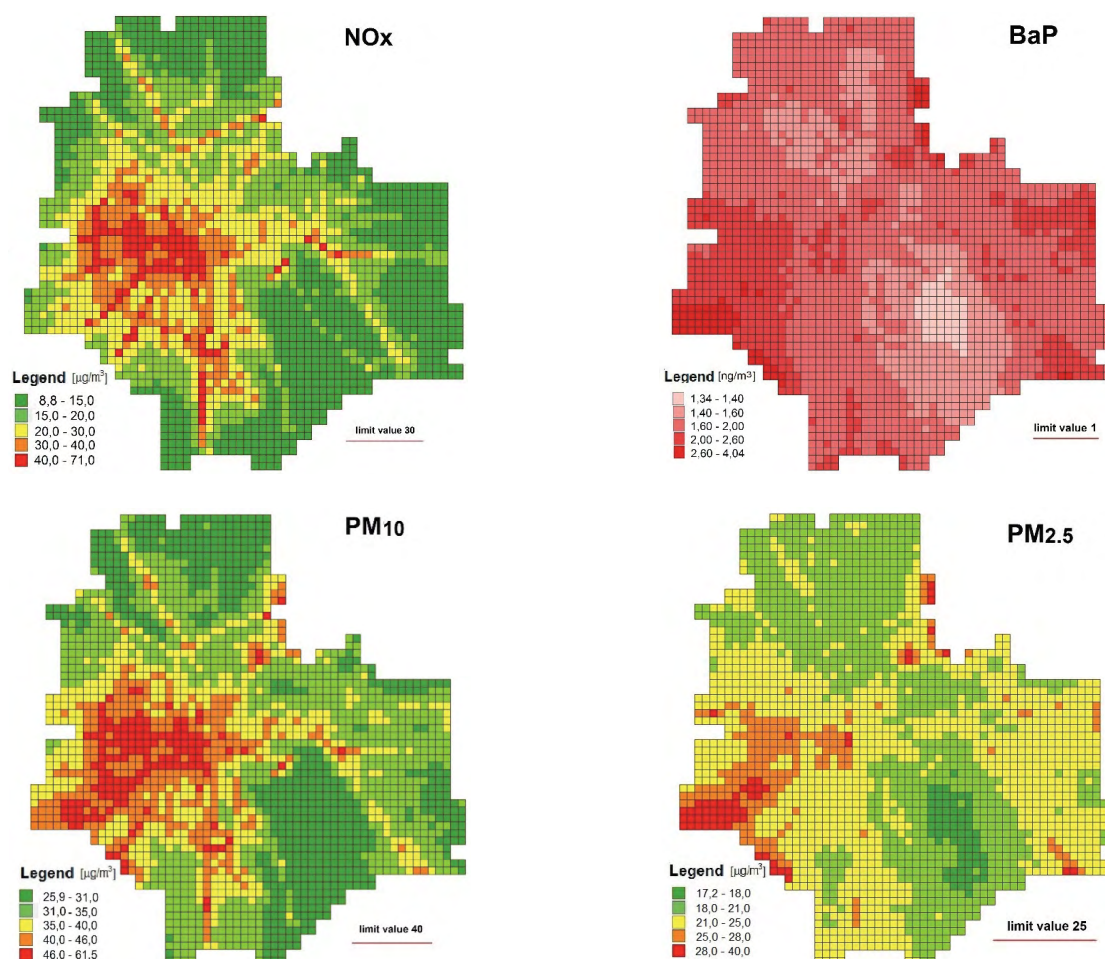 NOx
Legend [µg/m³]
8,8 - 15,0
15,0 - 20,0
20,0 - 30,0
30,0 - 40,0
40,0 - 71,0
limit value 30
BaP
Legend [ng/m³]
1,34 - 1,40
1,40 - 1,60
1,60 - 2,00
2,00 - 2,60
2,60 - 4,04
limit value 1
PM10
Legend [µg/m³]
25,9 - 31,0
31,0 - 35,0
35,0 - 40,0
40,0 - 46,0
46,0 - 61,5
limit value 40
PM2.5
Legend [µg/m³]
17,2 - 18,0
18,0 - 21,0
21,0 - 25,0
25,0 - 28,0
28,0 - 40,0
limit value 25